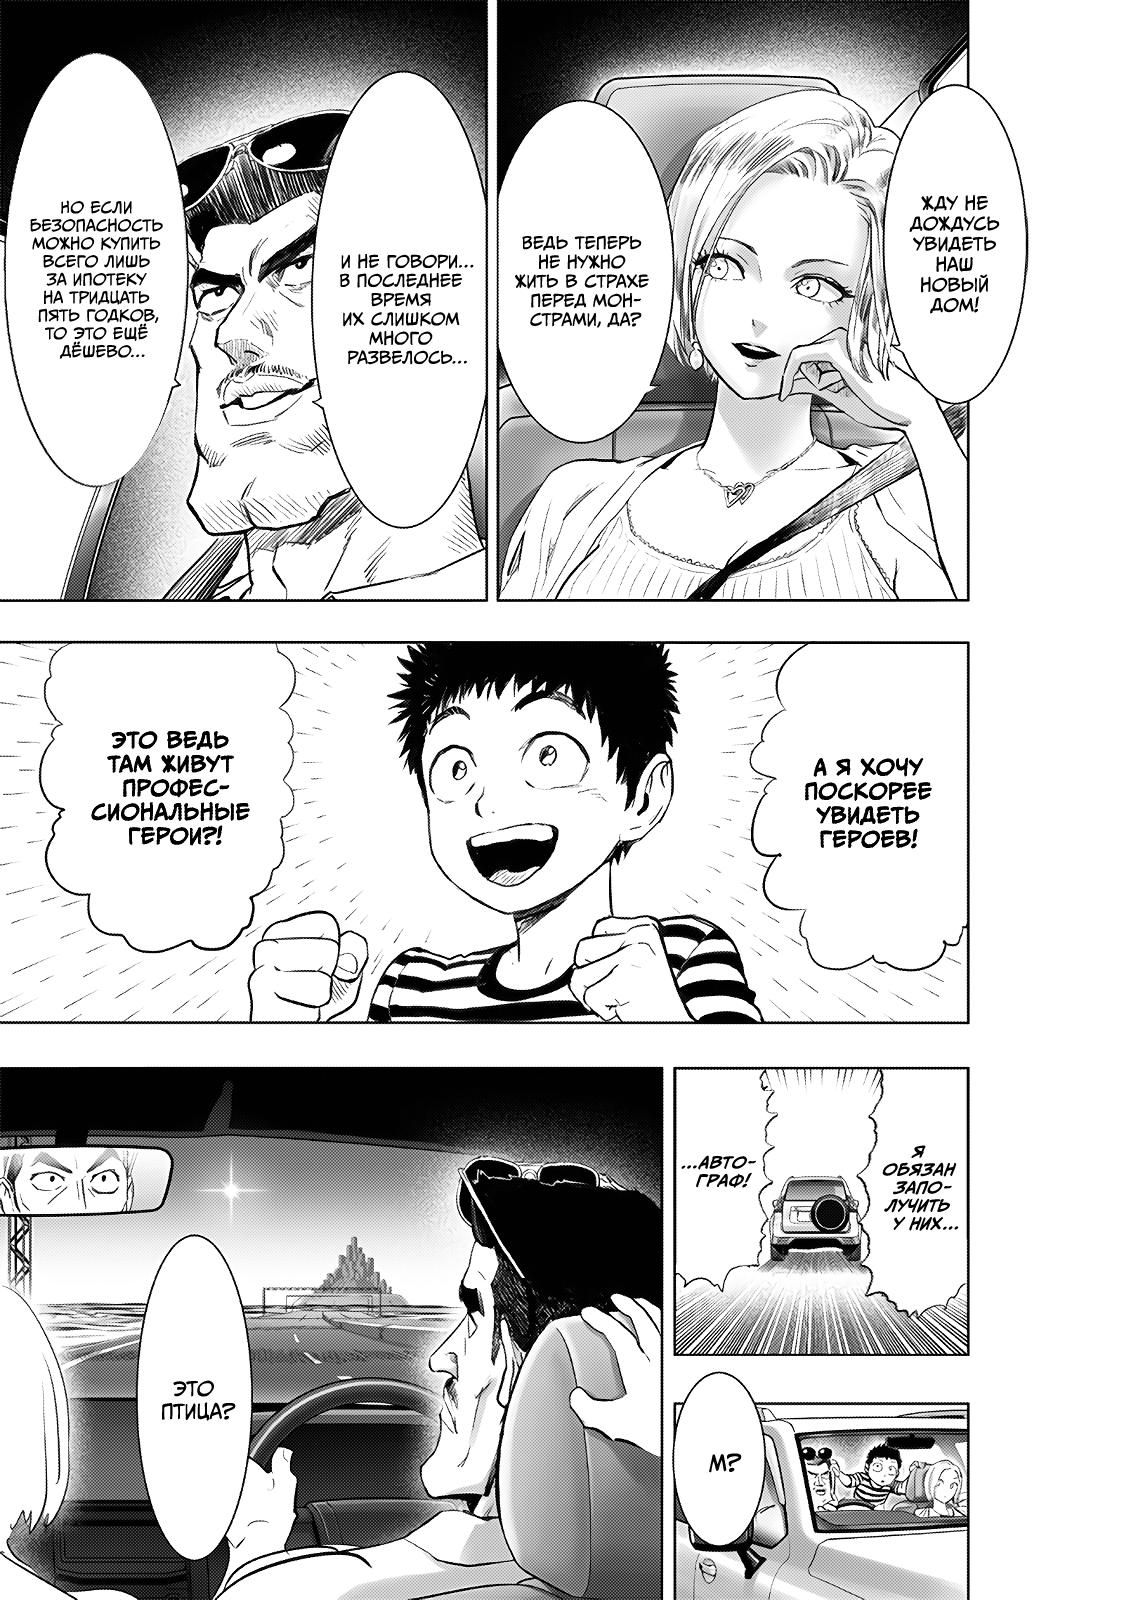 ЖДУ НЕ
ДОЖДУСЬ
УВИДЕТЬ
НАШ
НОВЫЙ
ДОМ!
ВЕДЬ ТЕПЕРЬ
НЕ НУЖНО
ЖИТЬ В СТРАХЕ
ПЕРЕД МОН-
СТРАМИ, ДА?
И НЕ ГОВОРИ...
В ПОСЛЕДНЕЕ
ВРЕМЯ
ИХ СЛИШКОМ
МНОГО
РАЗВЕЛОСЬ...
НО ЕСЛИ
БЕЗОПАСНОСТЬ
МОЖНО КУПИТЬ
ВСЕГО ЛИШЬ
ЗА ИПОТЕКУ
НА ТРИДЦАТЬ
ПЯТЬ ГОДКОВ,
ТО ЭТО ЕЩЁ
ДЁШЕВО...
А Я ХОЧУ
ПОСКОРЕЕ
УВИДЕТЬ
ГЕРОЕВ!
ЭТО ВЕДЬ
ТАМ ЖИВУТ
ПРОФЕС-
СИОНАЛЬНЫЕ
ГЕРОИ?!
Я
ОБЯЗАН
ЗАПО-
ЛУЧИТЬ
У НИХ...
...АВТО-
ГРАФ!
М?
ЭТО
ПТИЦА?